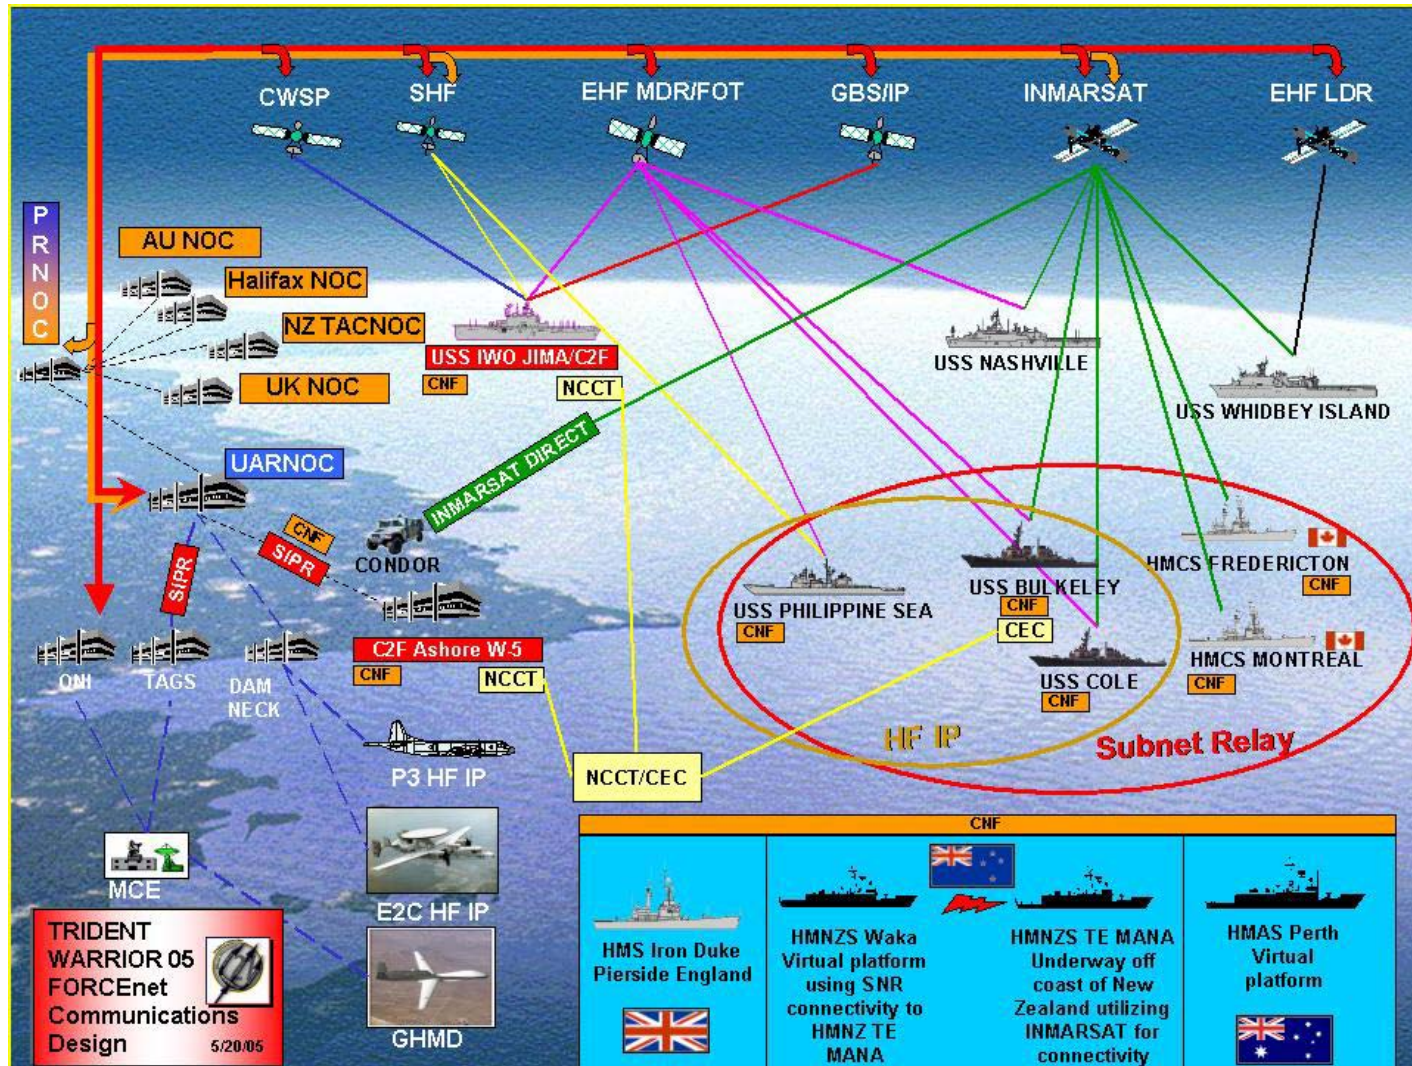 CWSP
SHF
EHF MDR/FOT
GBS/IP
INMARSAT
EHF LDR
PRNOC
AU NOC
Halifax NOC
NZ TACNOC
UK NOC
USS IWO JIMA/C2F
CNF
NCCT
USS NASHVILLE
USS WHIDBEY ISLAND
UARNOC
INMARSAT DIRECT
CNF
SIPR
SIPR
CONDOR
USS PHILIPPINE SEA
CNF
USS BULKELEY
CNF
CEC
HMCS FREDERICTON
CNF
C2F Ashore W-5
CNF
NCCT
USS COLE
CNF
HMCS MONTREAL
CNF
ONI
TAGS
DAM
NECK
HF IP
Subnet Relay
P3 HF IP
NCCT/CEC
MCE
E2C HF IP
GHMD
TRIDENT
WARRIOR 05
FORCEnet
Communications
Design 5/20/05
CNF
HMS Iron Duke
Pierside England
HMNZS Waka
Virtual platform
using SNR
connectivity to
HMNZ TE
MANA
HMNZS TE MANA
Underway off
coast of New
Zealand utilizing
INMARSAT for
connectivity
HMAS Perth
Virtual
platform